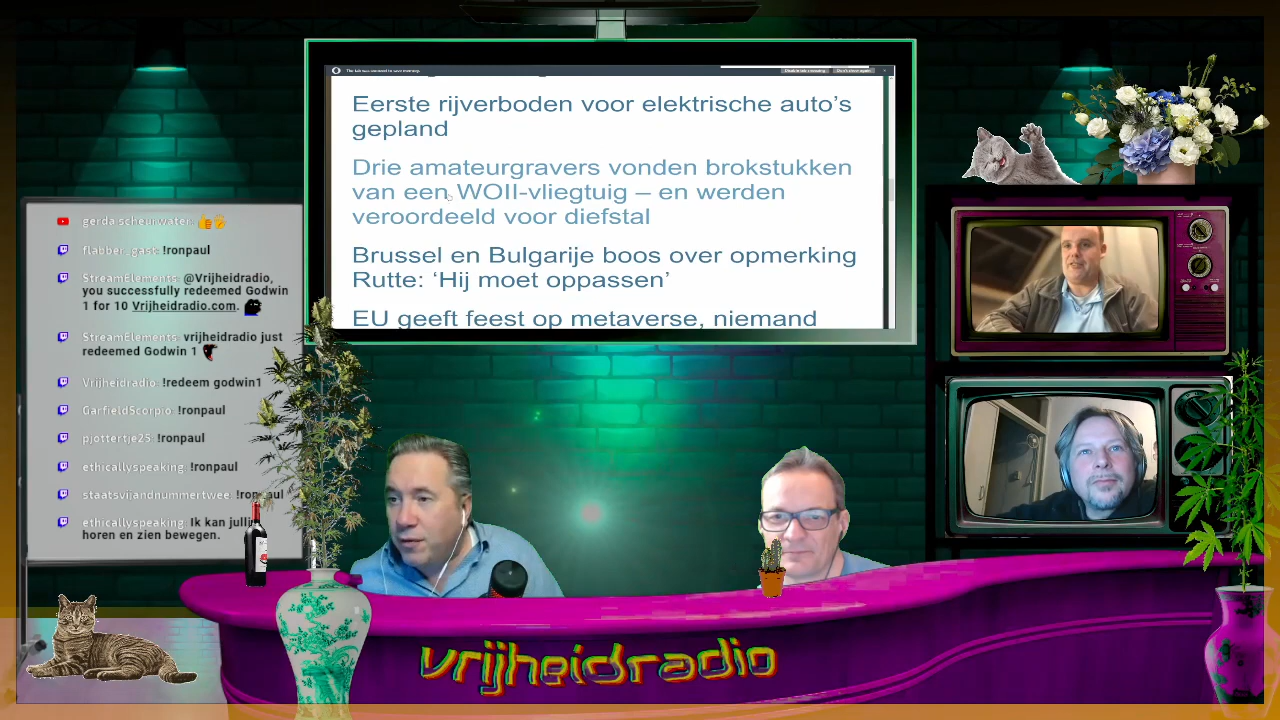 Eerste rijverboden voor elektrische auto's
gepland
Drie amateurgravers vonden brokstukken
van een WOII-vliegtuig – en werden
veroordeeld voor diefstal
Brussel en Bulgarije boos over opmerking
Rutte: ‘Hij moet oppassen’
EU geeft feest op metaverse, niemand
gerda scheurwater: 👍
flabber_gast: !ronpaul
StreamElements: @Vrijheidradio,
you successfully redeemed Godwin
1 for 10 Vrijheidradio.com.
StreamElements: vrijheidradio just
redeemed Godwin 1
Vrijheidradio: !redeem godwin1
GarfieldScorpio: !ronpaul
pjottertje25: !ronpaul
ethicallyspeaking: !ronpaul
staatsvijandnummertwee: !ronpaul
ethicallyspeaking: Ik kan jullie
horen en zien bewegen.
vrijheidradio